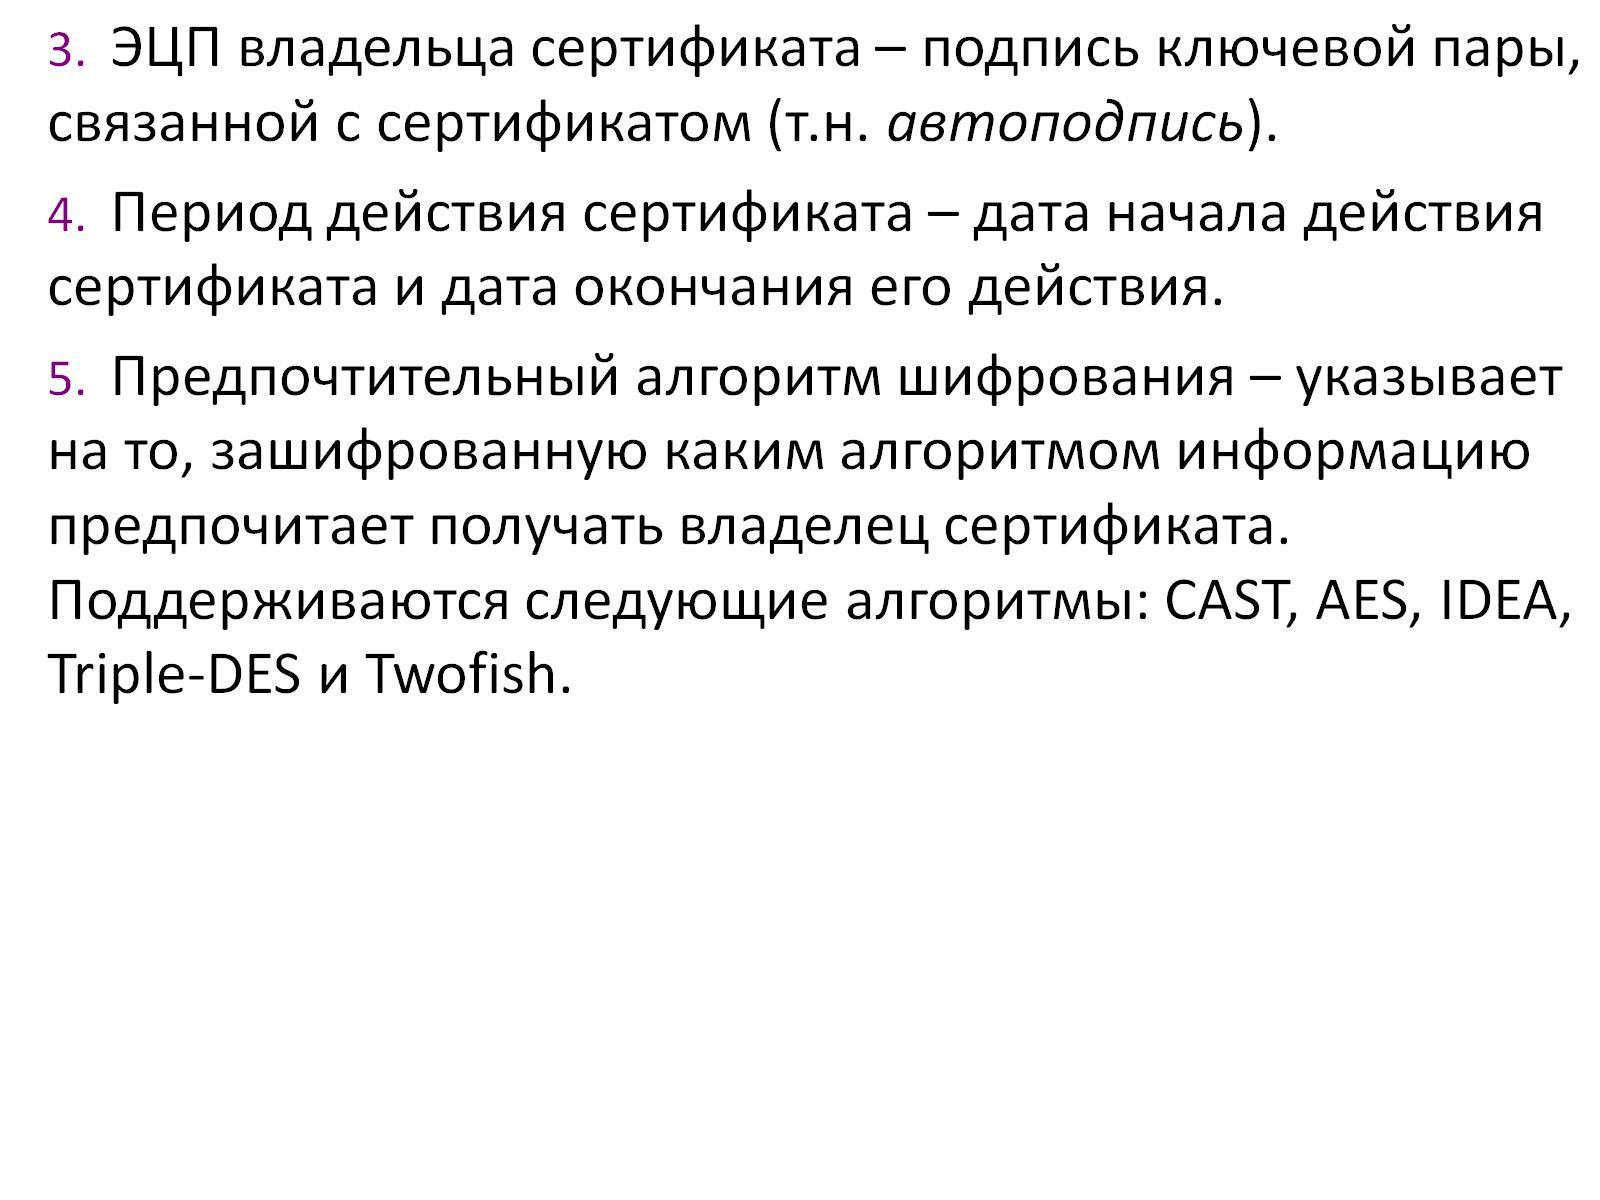 3. ЭЦП владельца сертификата – подпись ключевой пары,
связанной с сертификатом (т.н. автоподпись).
4. Период действия сертификата – дата начала действия
сертификата и дата окончания его действия.
5. Предпочтительный алгоритм шифрования – указывает
на то, зашифрованную каким алгоритмом информацию
предпочитает получать владелец сертификата.
Поддерживаются следующие алгоритмы: CAST, AES, IDEA,
Triple-DES и Twofish.